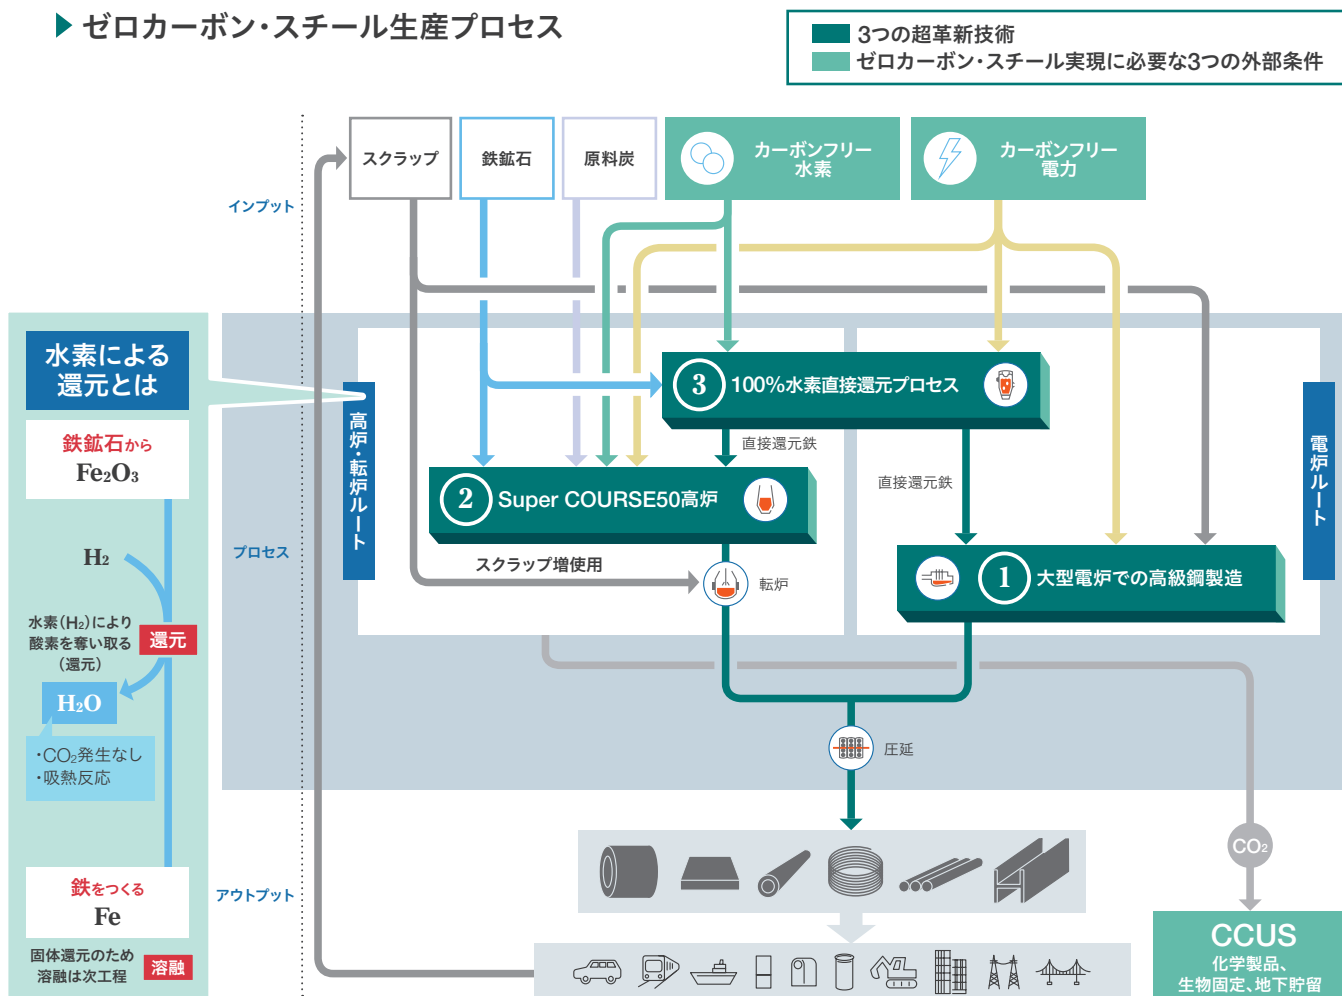 ゼロカーボン・スチール生産プロセス
3つの超革新技術
ゼロカーボン・スチール実現に必要な3つの外部条件
スクラップ
鉄鉱石
原料炭
カーボンフリー
水素
カーボンフリー
電力
インプット
水素による
還元とは
鉄鉱石から
Fe₂O₃
H₂
水素(H₂)により
酸素を奪い取る
(還元)
還元
H₂O
・CO₂発生なし
・吸熱反応
鉄をつくる
Fe
固体還元のため
溶融は次工程
溶融
プロセス
高炉・転炉ルート
電炉ルート
3 100%水素直接還元プロセス
直接還元鉄
直接還元鉄
2 Super COURSE50高炉
スクラップ増使用
転炉
1 大型電炉での高級鋼製造
圧延
アウトプット
CO₂
CCUS
化学製品、
生物固定、地下貯留